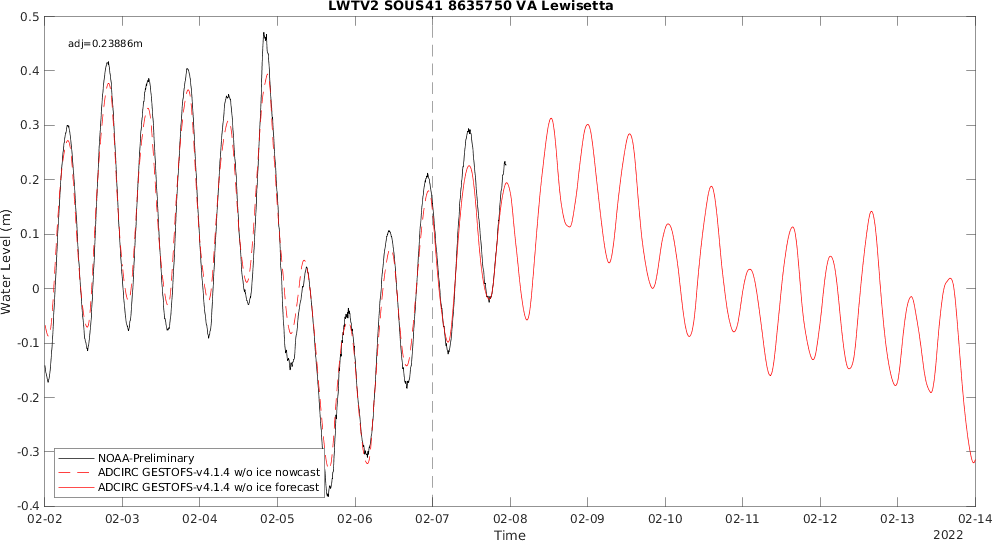 LWTV2 SOUS41 8635750 VA Lewisetta
adj=0.23886m
0.5
0.4
0.3
0.2
0.1
0
-0.1
-0.2
-0.3
-0.4
Water Level (m)
NOAA-Preliminary
ADCIRC GESTOFS-v4.1.4 w/o ice nowcast
ADCIRC GESTOFS-v4.1.4 w/o ice forecast
02-02 02-03 02-04 02-05 02-06 02-07 02-08 02-09 02-10 02-11 02-12 02-13 02-14
Time
2022